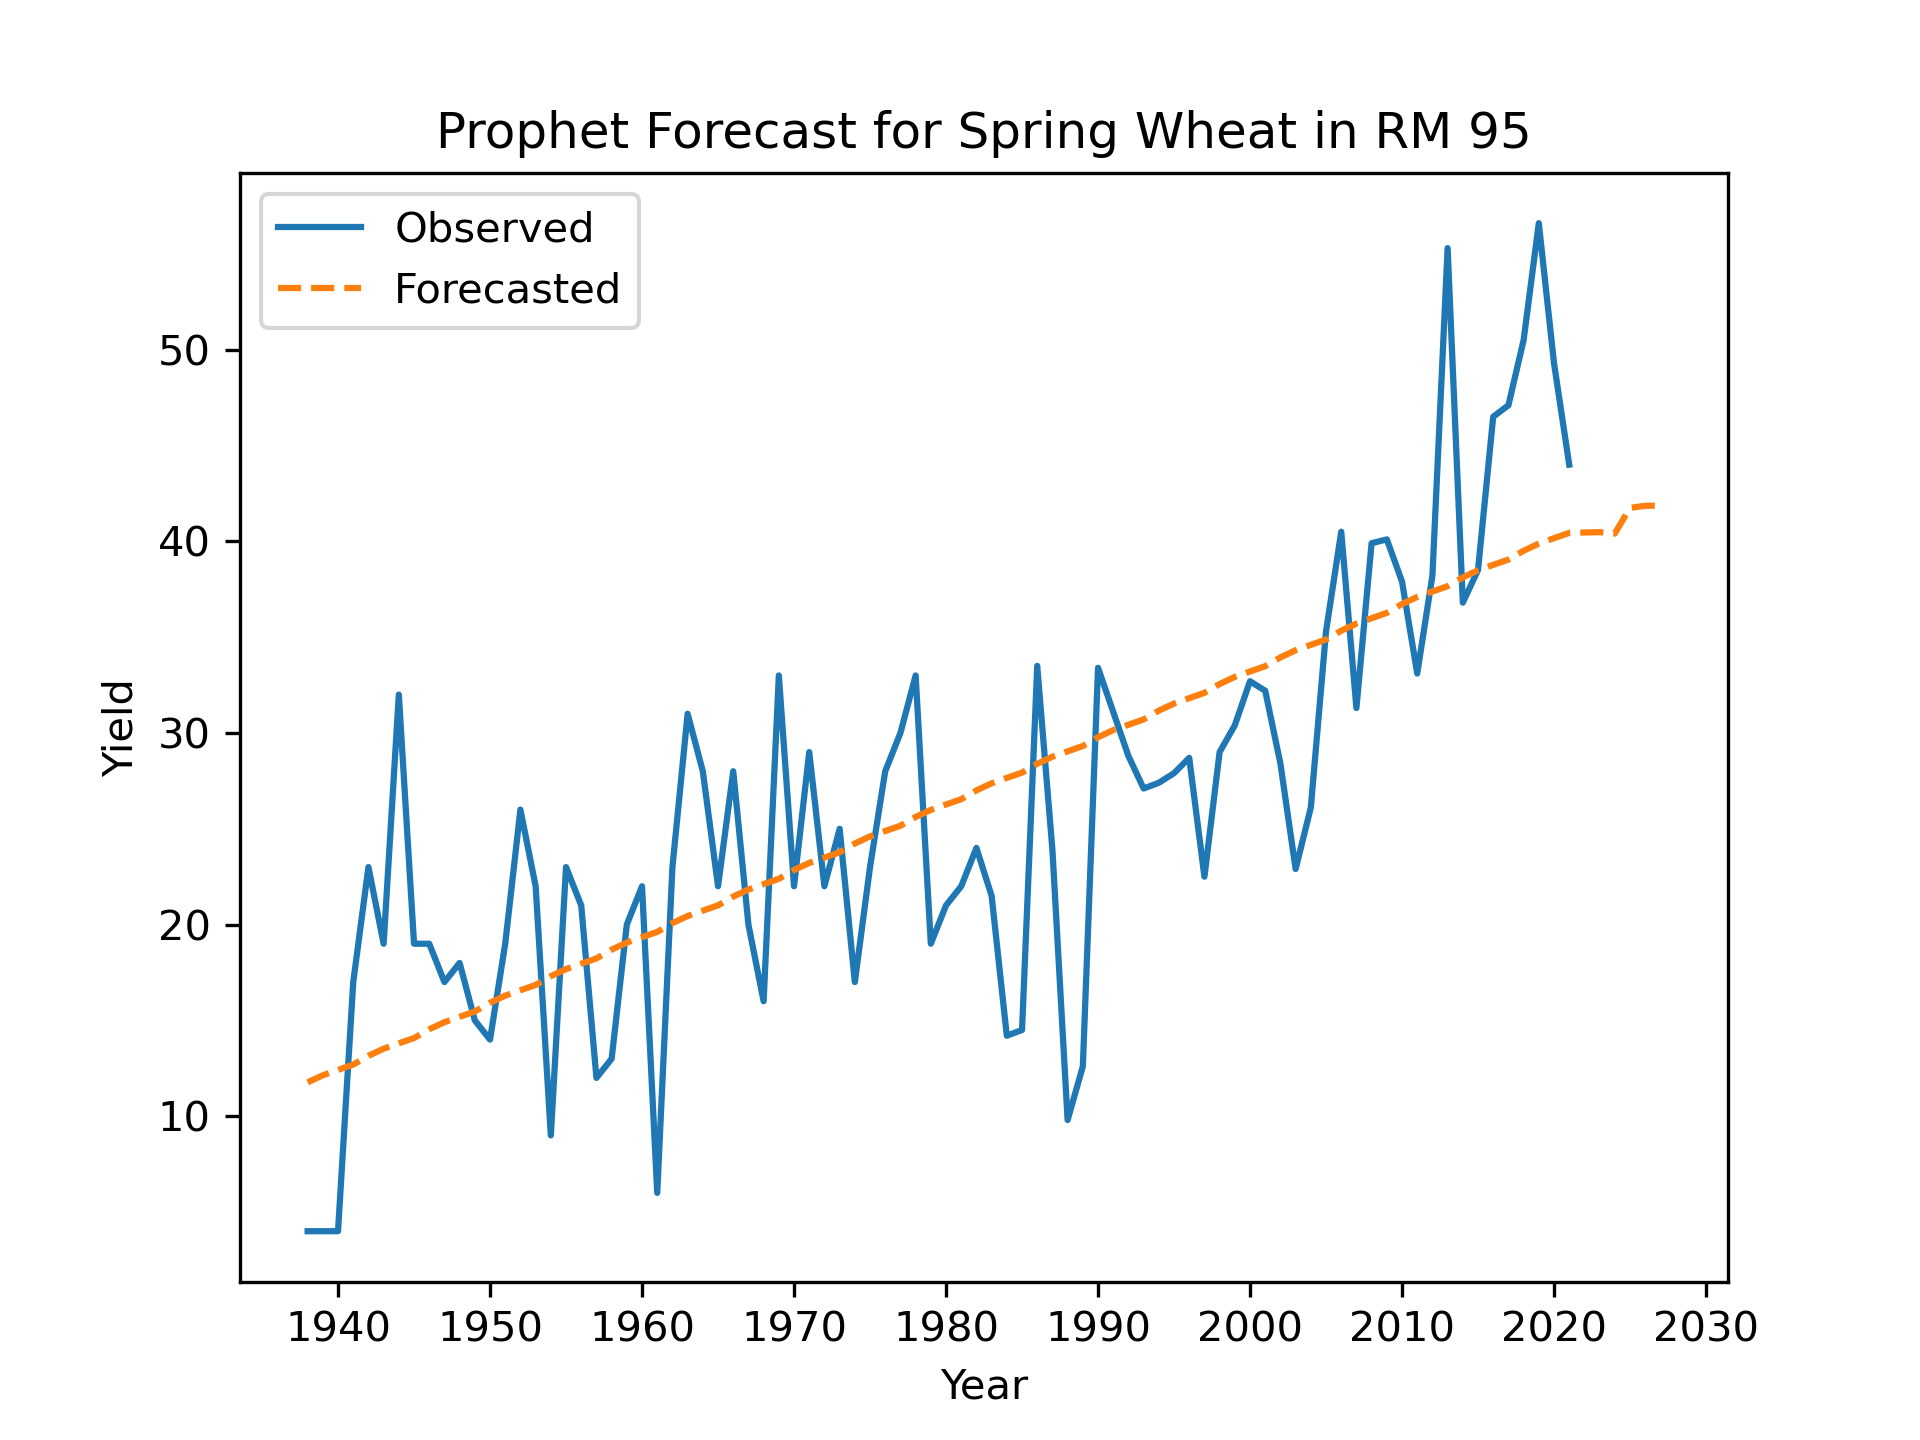 Prophet Forecast for Spring Wheat in RM 95
Observed
Forecasted
50
40
30
20
10
Yield
1940 1950 1960 1970 1980 1990 2000 2010 2020 2030
Year